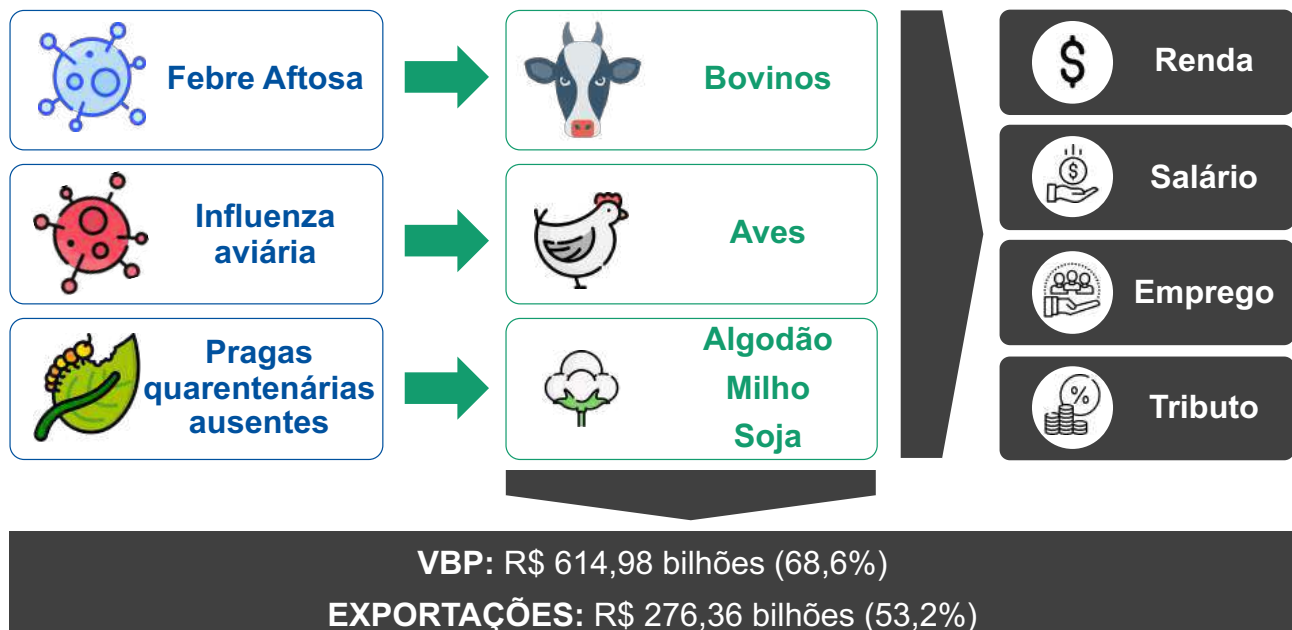 Febre Aftosa
Bovinos
Influenza
aviária
Aves
Pragas
quarentenárias
ausentes
Algodão
Milho
Soja
$
Renda
$
Salário
Emprego
%
Tributo
VBP: R$ 614,98 bilhões (68,6%)
EXPORTAÇÕES: R$ 276,36 bilhões (53,2%)